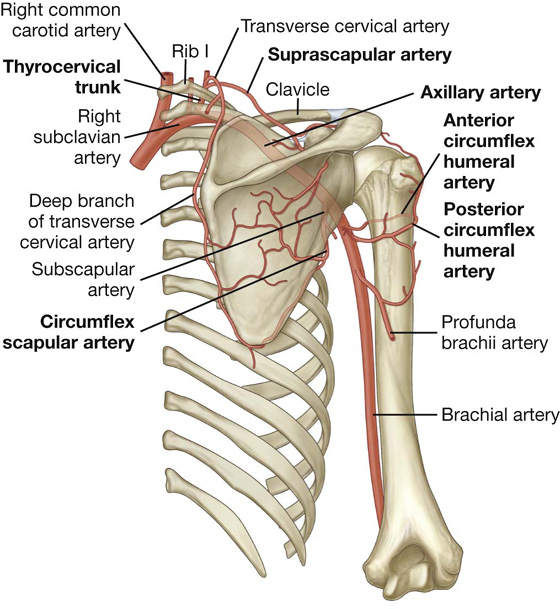 Right common
carotid artery
Rib I
Transverse cervical artery
Suprascapular artery
Thyrocervical
trunk
Clavicle
Axillary artery
Right
subclavian
artery
Anterior
circumflex
humeral
artery
Deep branch
of transverse
cervical artery
Posterior
circumflex
humeral
artery
Subscapular
artery
Circumflex
scapular artery
Profunda
brachii artery
Brachial artery